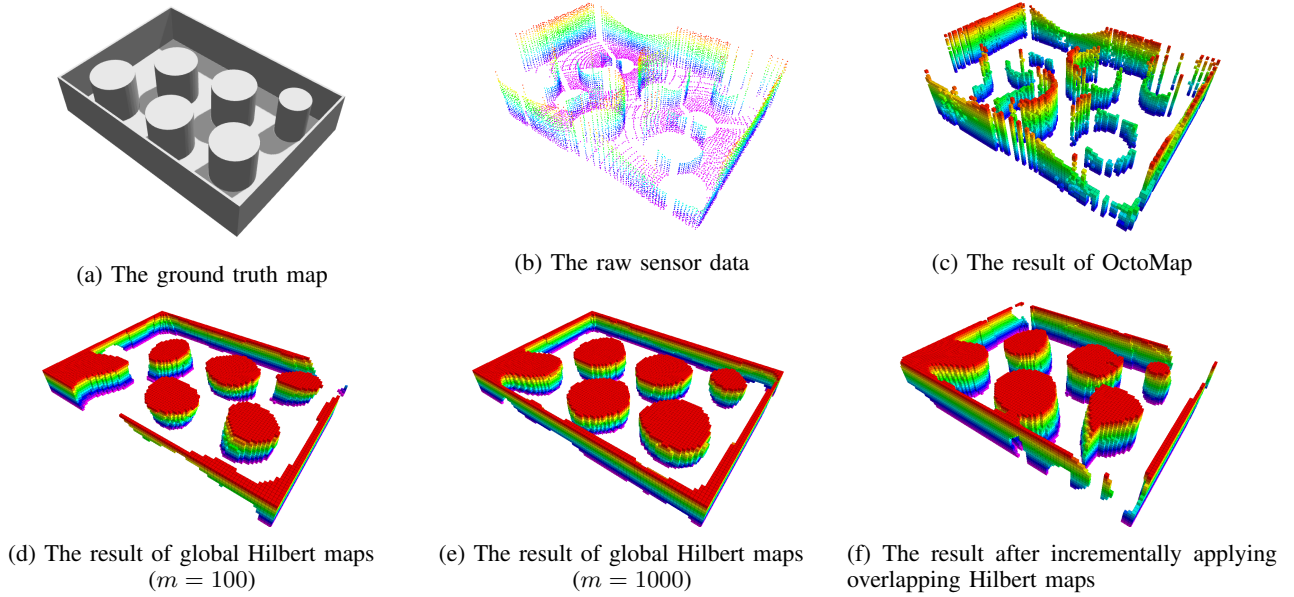 (a) The ground truth map
(b) The raw sensor data
(c) The result of OctoMap
(d) The result of global Hilbert maps
(m = 100)
(e) The result of global Hilbert maps
(m = 1000)
(f) The result after incrementally applying
overlapping Hilbert maps